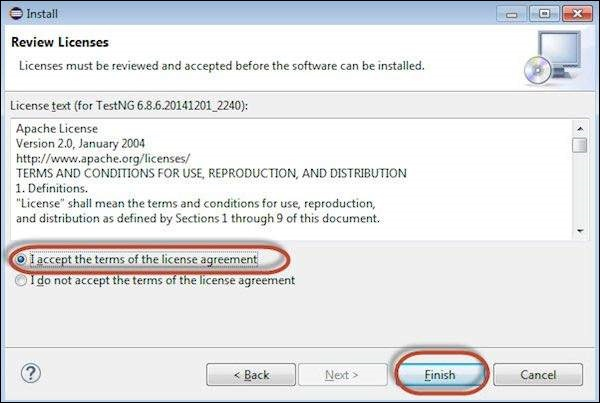 Install
Review Licenses
Licenses must be reviewed and accepted before the software can be installed.
License text (for TestNG 6.8.6.20141201_2240):
Apache License
Version 2.0, January 2004
http://www.apache.org/licenses/
TERMS AND CONDITIONS FOR USE, REPRODUCTION, AND DISTRIBUTION
1. Definitions.
"License" shall mean the terms and conditions for use, reproduction,
and distribution as defined by Sections 1 through 9 of this document.
I accept the terms of the license agreement
I do not accept the terms of the license agreement
? < Back Next > Finish Cancel